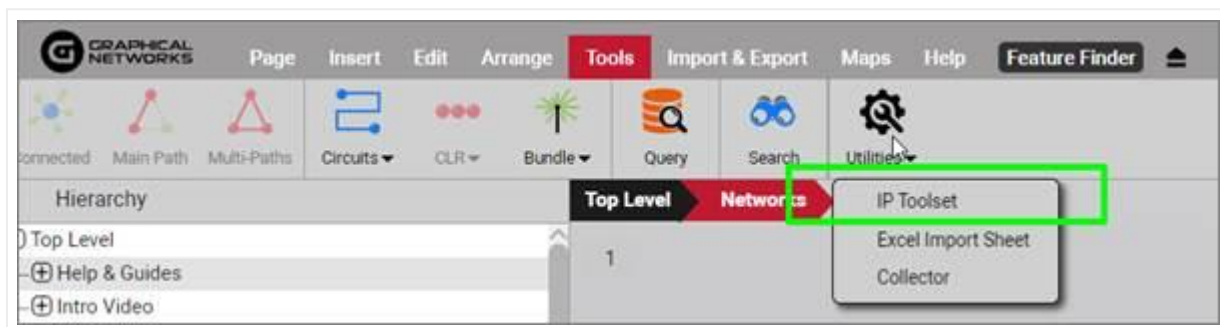 GRAPHICAL NETWORKS
Page Insert Edit Arrange Tools Import & Export Maps Help Feature Finder
Main Path Multi-Paths Circuits CLR Bundle Query Search Utilities
Hierarchy
Top Level Networks
IP Toolset
Top Level
1
Excel Import Sheet
Help & Guides
Collector
Intro Video